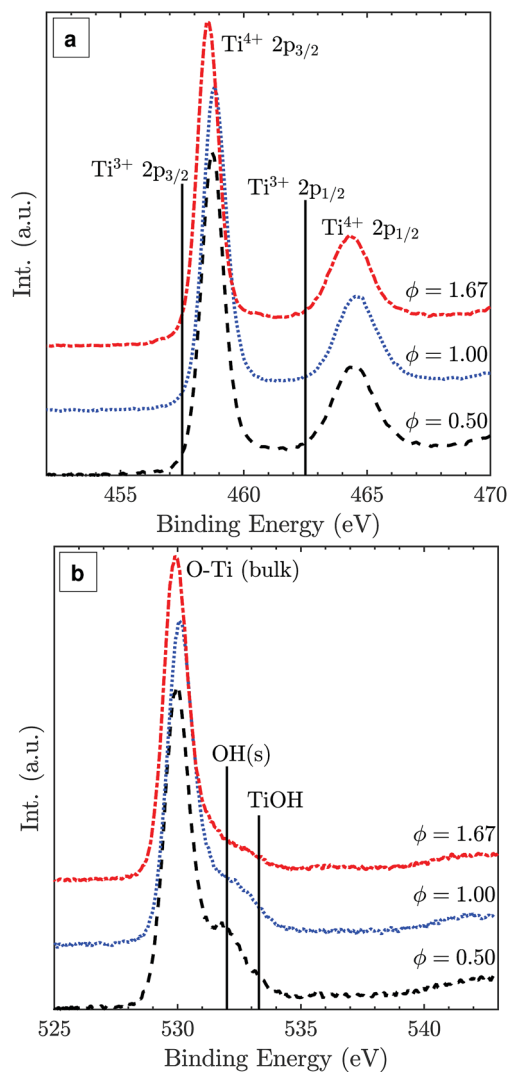 a
Ti⁴⁺ 2p₃/₂
Ti³⁺ 2p₃/₂
Ti³⁺ 2p₁/₂
Ti⁴⁺ 2p₁/₂
Int. (a.u.)
ϕ = 1.67
ϕ = 1.00
ϕ = 0.50
455 460 465 470
Binding Energy (eV)
b
O-Ti (bulk)
OH(s)
TiOH
Int. (a.u.)
ϕ = 1.67
ϕ = 1.00
ϕ = 0.50
525 530 535 540
Binding Energy (eV)